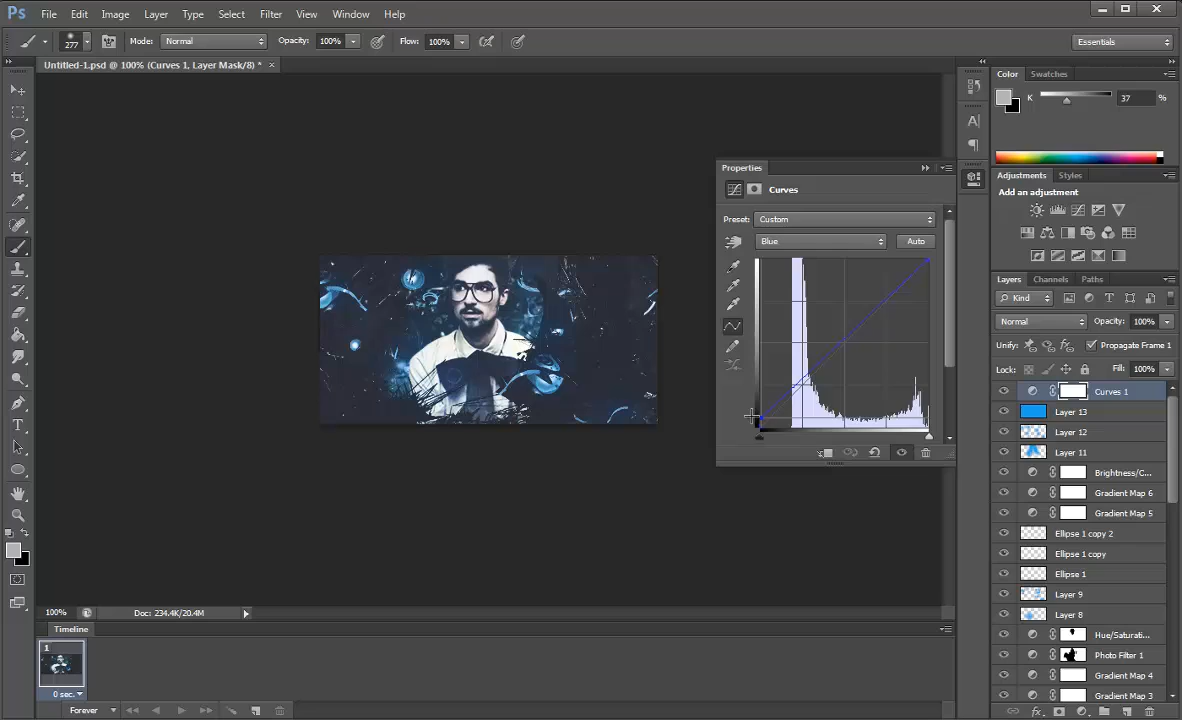 Ps File Edit Image Layer Type Select Filter View Window Help
277 Mode: Normal Opacity: 100% Flow: 100% Essentials
Untitled-1.psd @ 100% (Curves 1, Layer Mask/8) * ×
Color Swatches
K 37 %
Properties
Curves
Preset: Custom
Blue Auto
Adjustments Styles
Add an adjustment
Layers Channels Paths
Kind
Normal Opacity: 100%
Unify: Propagate Frame 1
Lock: Fill: 100%
Curves 1
Layer 13
Layer 12
Layer 11
Brightness/C...
Gradient Map 6
Gradient Map 5
Ellipse 1 copy 2
Ellipse 1 copy
Ellipse 1
Layer 9
Layer 8
Hue/Saturati...
Photo Filter 1
Gradient Map 4
Gradient Map 3
100% Doc: 234.4K/20.4M
Timeline
1
0 sec.
Forever